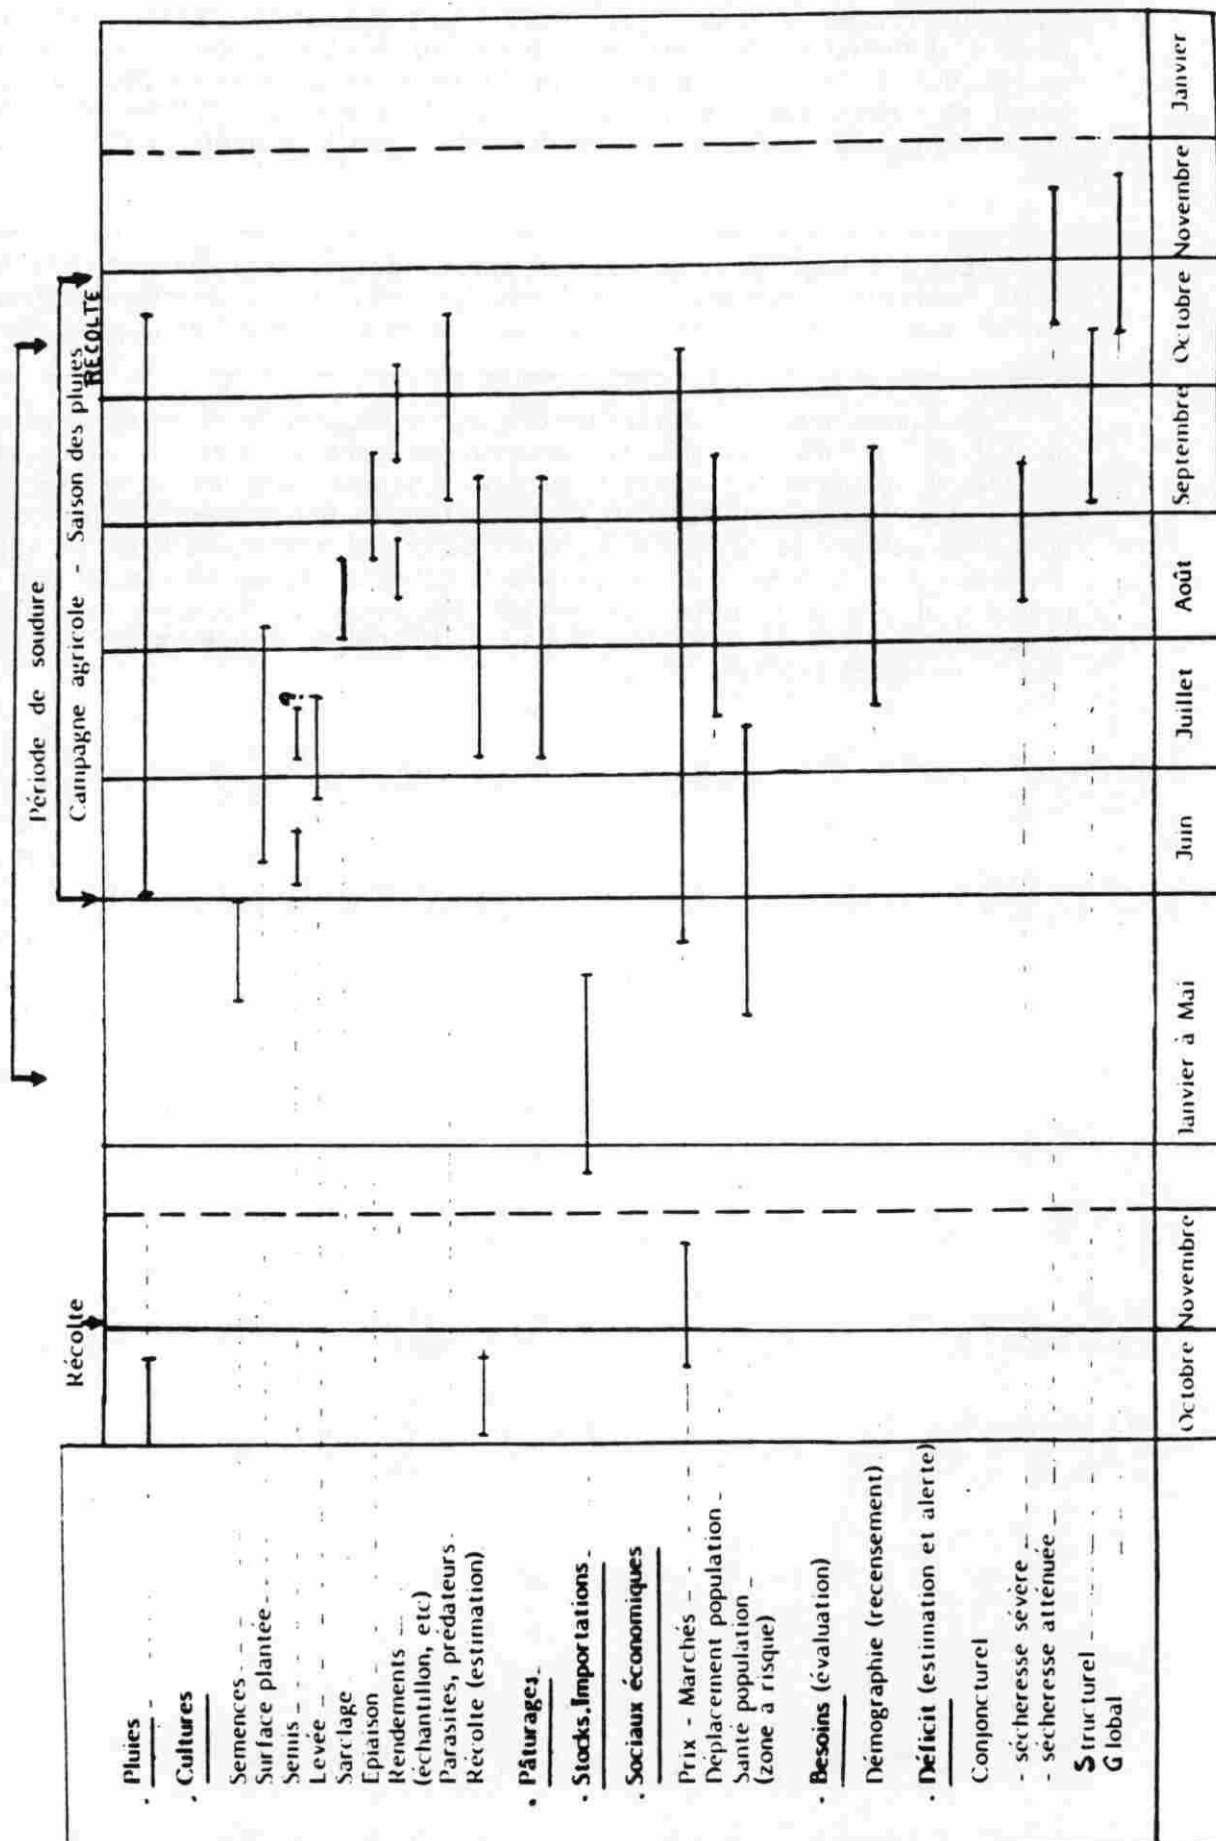 Période de soudure
Campagne agricole - Saison des pluies
Récolte
RÉCOLTE
. Pluies
. Cultures
Semences
Surface plantée
Semis
Levée
Sarclage
Epiaison
Rendements
(échantillon, etc)
Parasites, prédateurs
Récolte (estimation)
. Pâturages
. Stocks.Importations
. Sociaux économiques
Prix - Marchés
Déplacement population
Santé population
(zone à risque)
. Besoins (évaluation)
Démographie (recensement)
. Déficit (estimation et alerte)
Conjoncturel
- sécheresse sévère
- sécheresse atténuée
Structurel
Global
Octobre Novembre Janvier à Mai Juin Juillet Août Septembre Octobre Novembre Janvier